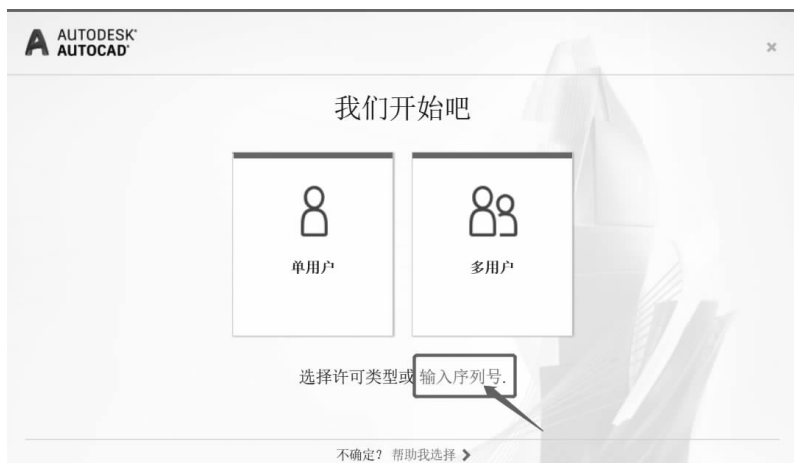 AUTODESK®
AUTOCAD®
我们开始吧
单用户
多用户
选择许可类型或 输入序列号.
不确定? 帮助我选择